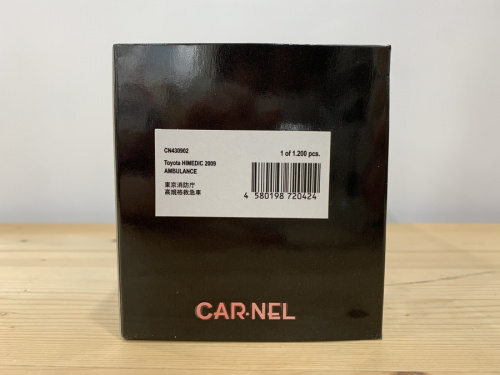 CN430902
1 of 1.200 pcs.
Toyota HIMEDIC 2009
AMBULANCE
東京消防庁
高規格救急車
4 580198 720424
CAR·NEL